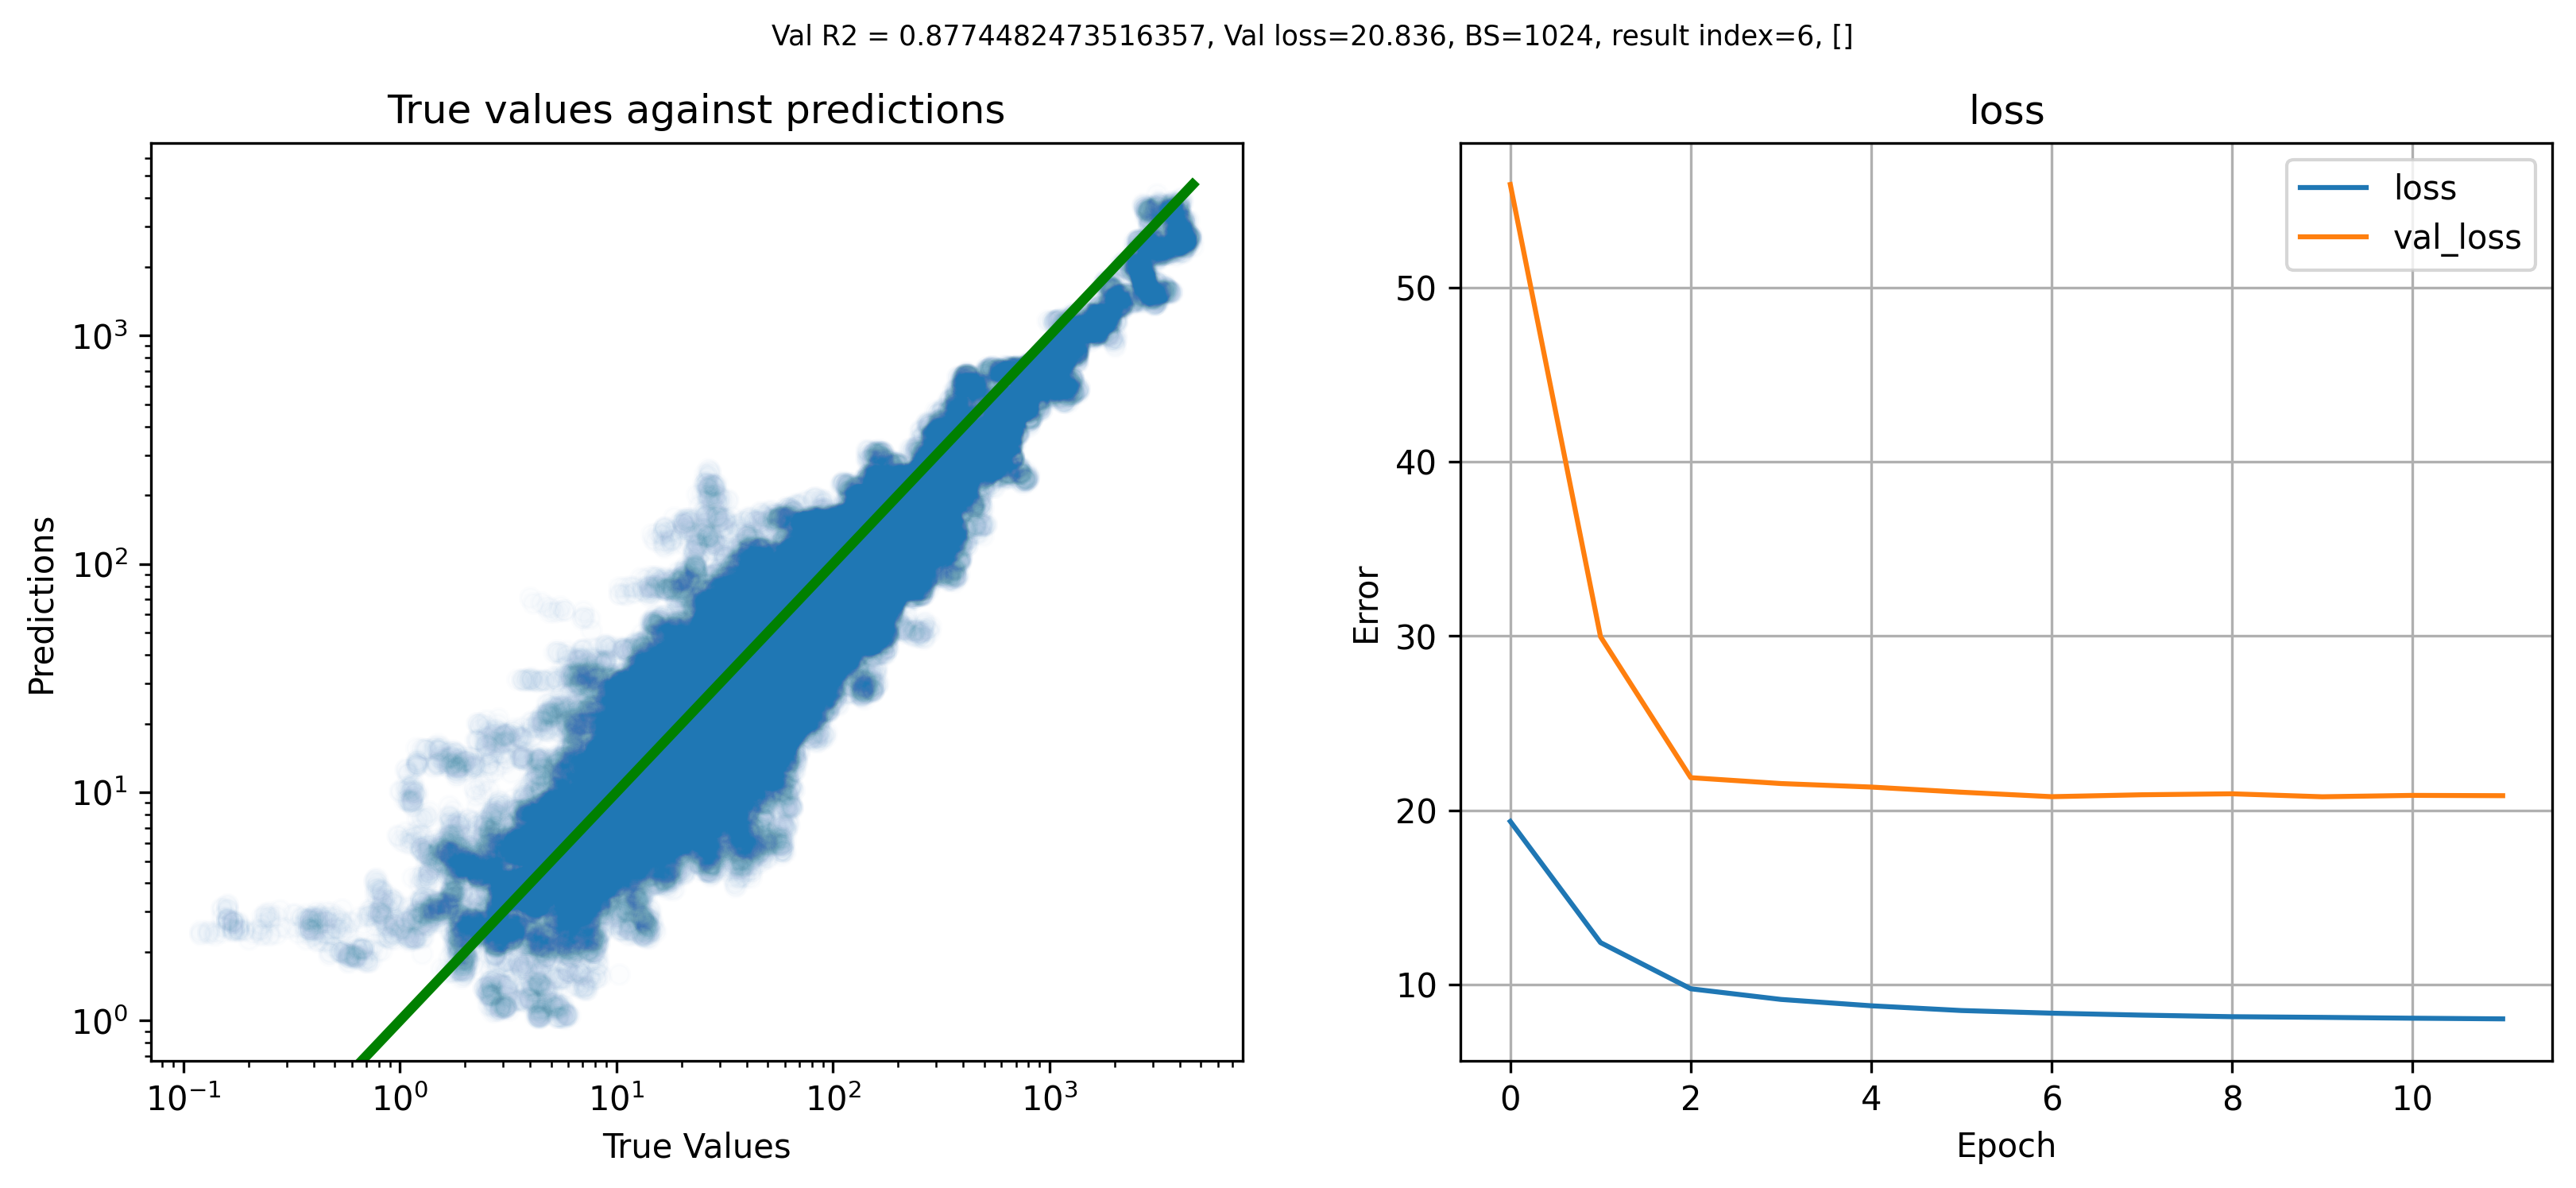 Val R2 = 0.8774482473516357, Val loss=20.836, BS=1024, result index=6, []
True values against predictions
Predictions
10³
10²
10¹
10⁰
10⁻¹ 10⁰ 10¹ 10² 10³
True Values
loss
Error
50
40
30
20
10
0 2 4 6 8 10
Epoch
loss
val_loss